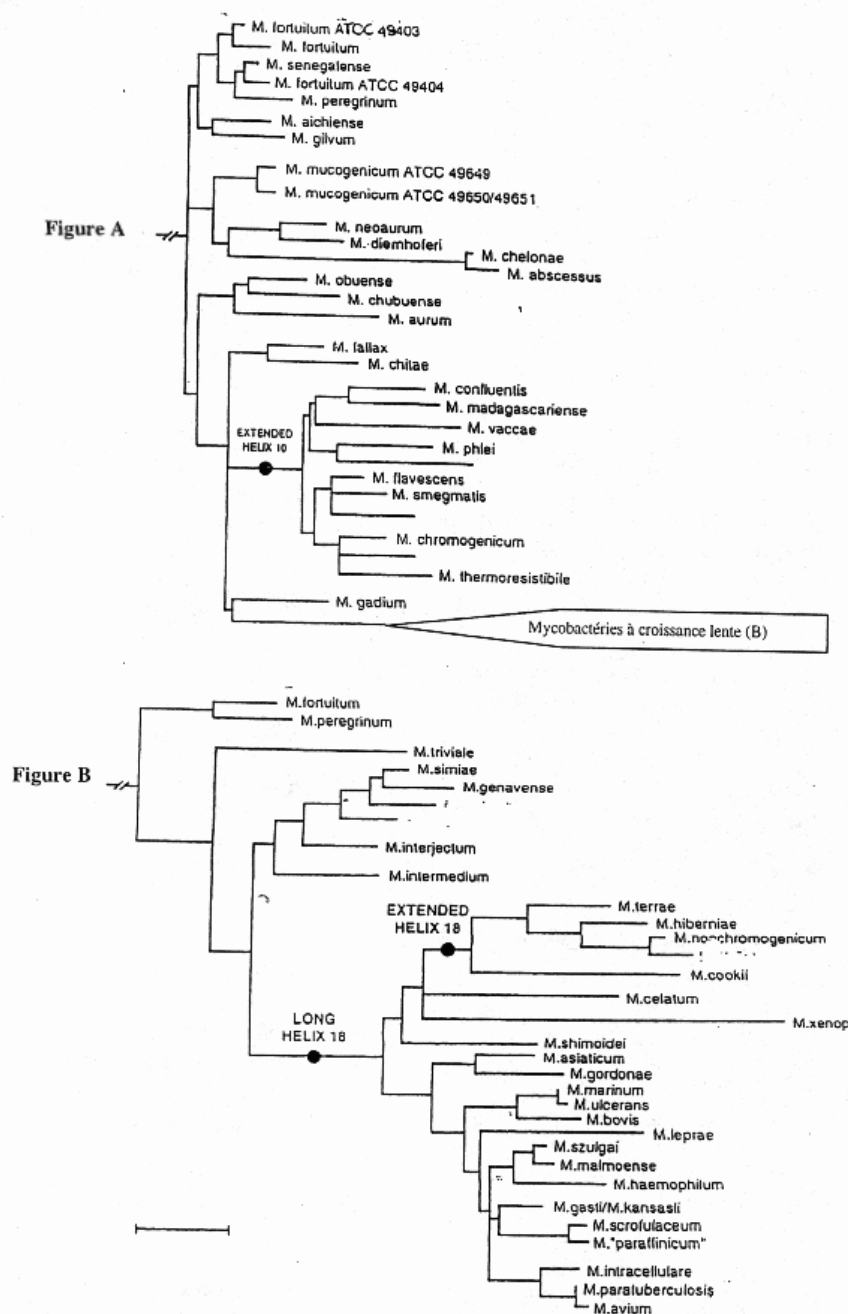 M. fortuitum ATCC 49403
M. fortuitum
M. senegalense
M. fortuitum ATCC 49404
M. peregrinum
M. aichiense
M. gilvum
M. mucogenicum ATCC 49649
M. mucogenicum ATCC 49650/49651
Figure A
M. neoaurum
M. diernhoferi
M. chelonae
M. abscessus
M. obuense
M. chubuense
M. aurum
M. fallax
M. chitae
M. confluentis
M. madagascariense
M. vaccae
EXTENDED
HELIX 10
M. phlei
M. flavescens
M. smegmatis
M. chromogenicum
M. thermoresistibile
M. gadium
Mycobactéries à croissance lente (B)
M.fortuitum
M.peregrinum
M.triviale
Figure B
M.simiae
M.genavense
M.interjectum
M.intermedium
M.terrae
EXTENDED
HELIX 18
M.hiberniae
M.nonchromogenicum
M.cookii
M.celatum
LONG
HELIX 18
M.xenop
M.shimoidei
M.asiaticum
M.gordonae
M.marinum
M.ulcerans
M.bovis
M.leprae
M.szulgai
M.malmoense
M.haemophilum
M.gastii/M.kansasii
M.scrofulaceum
M."paraffinicum"
M.intracellulare
M.paratuberculosis
M.avium